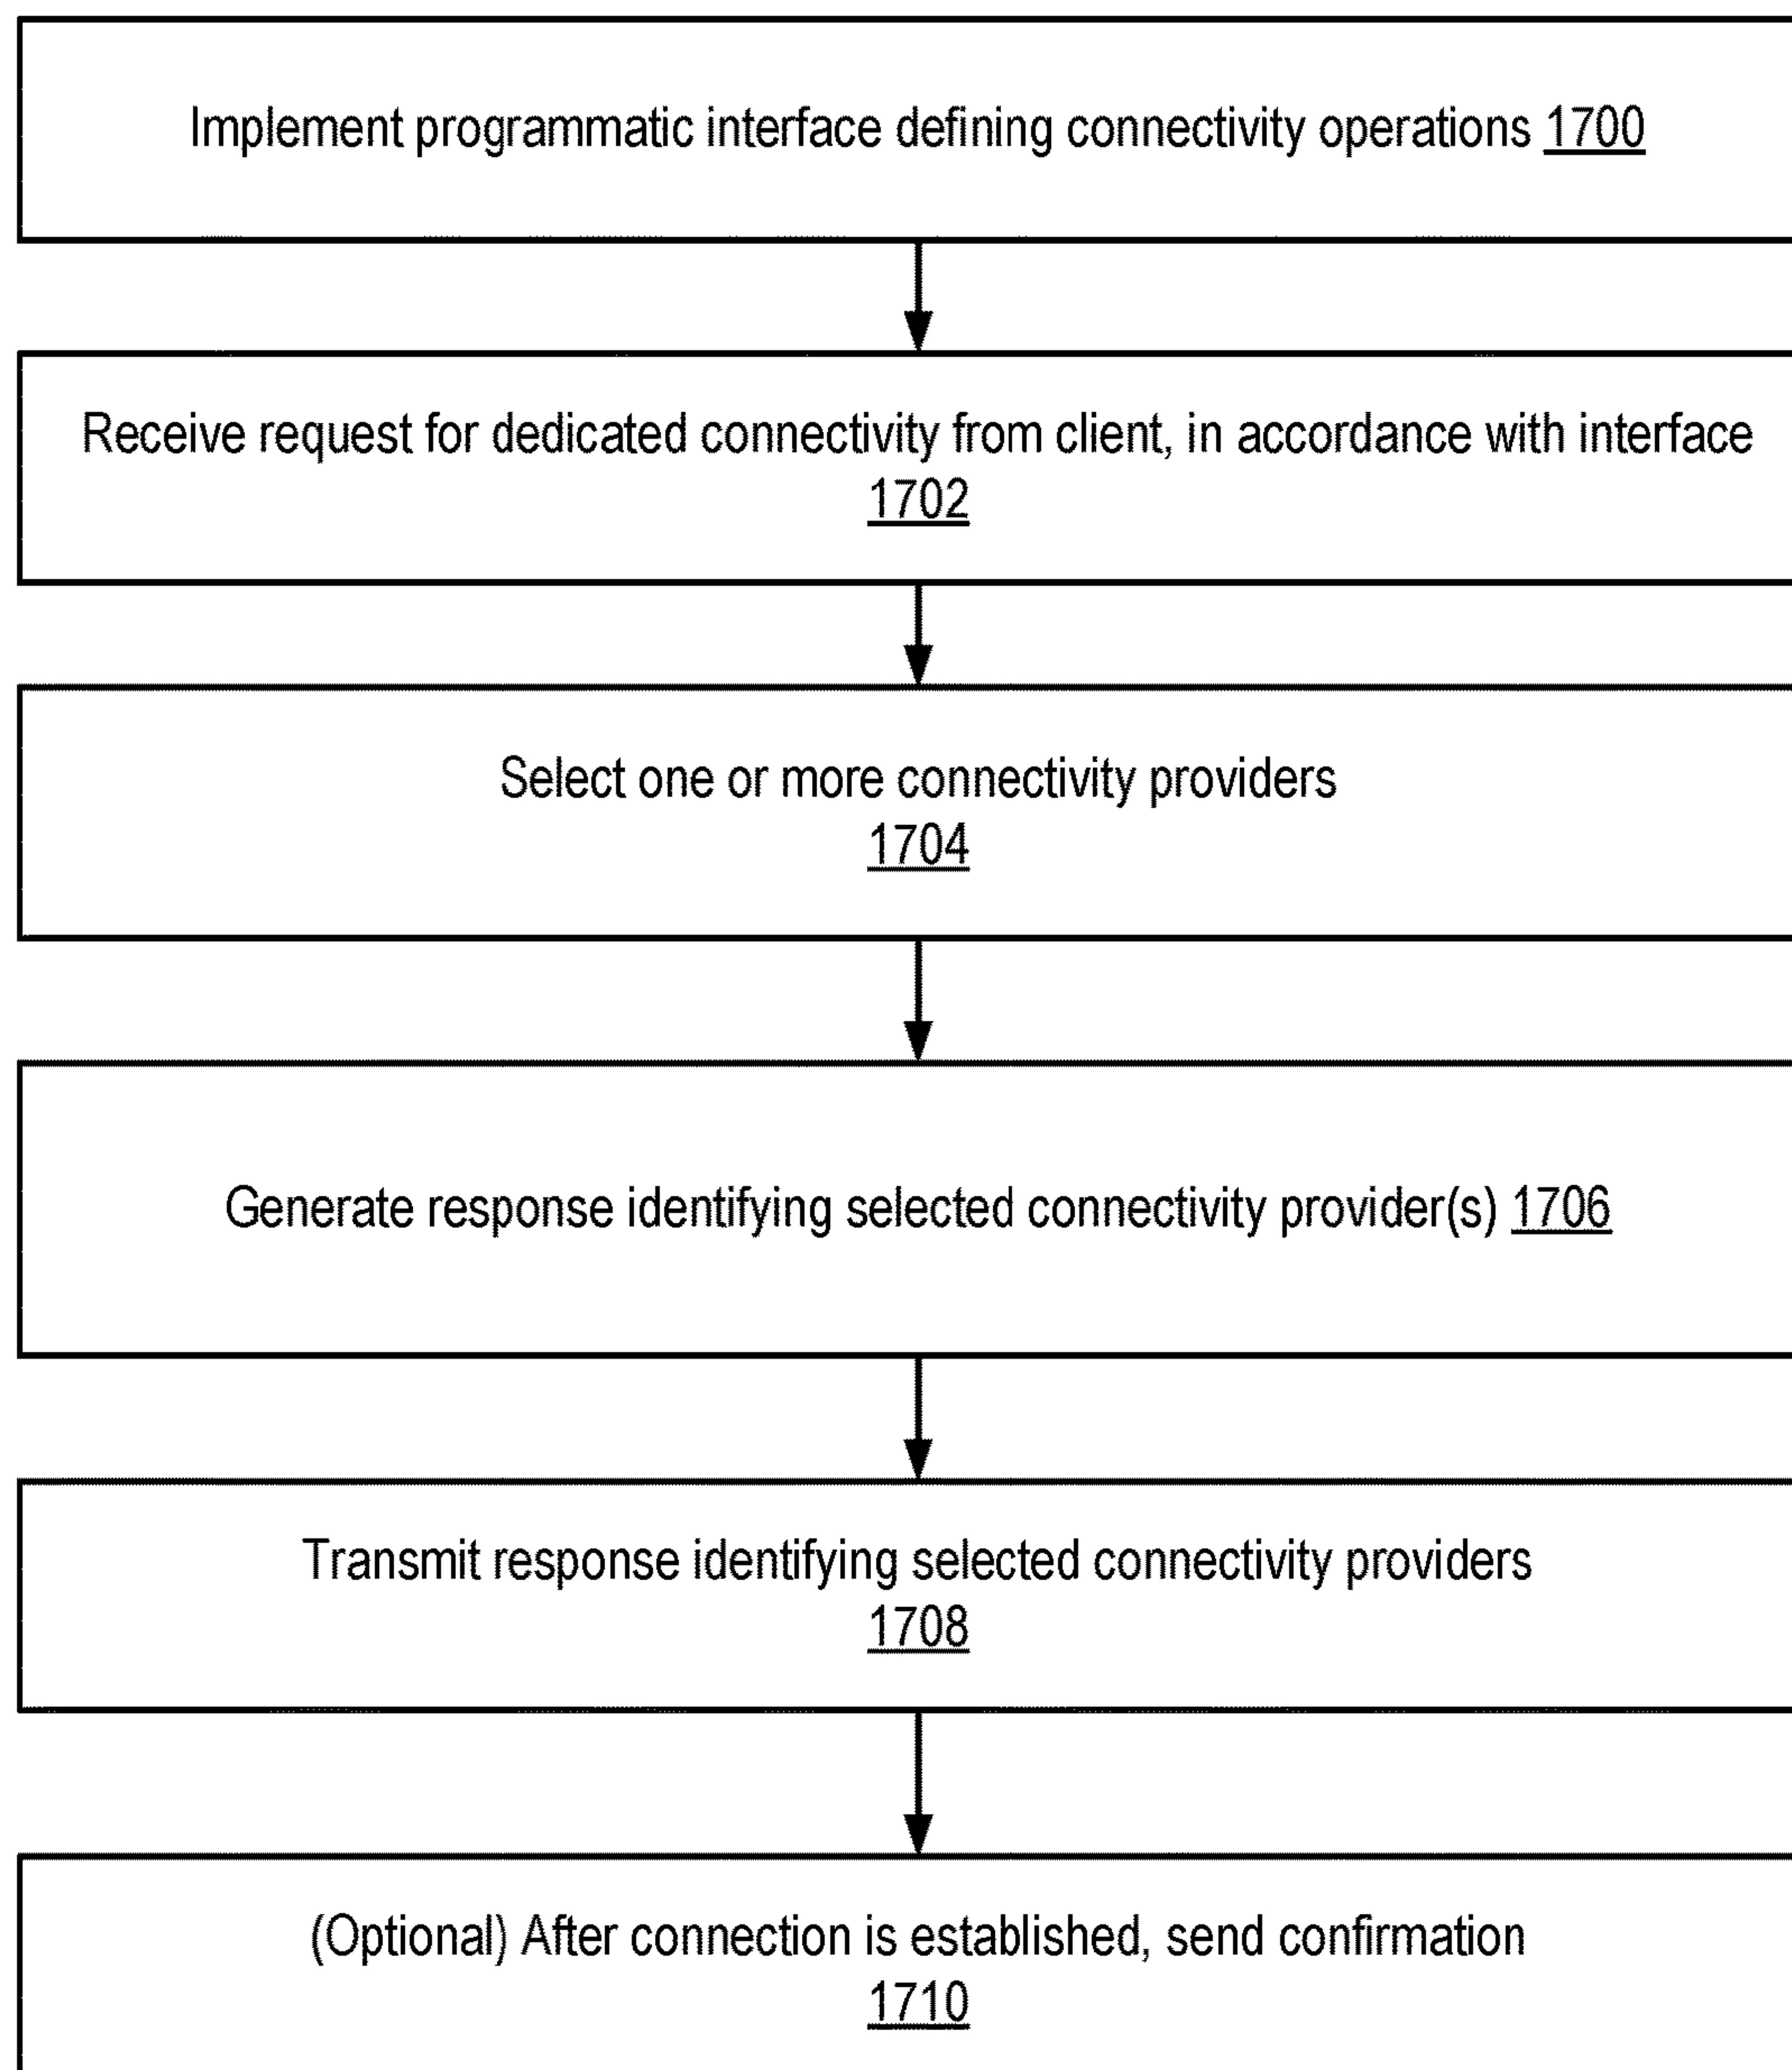 Implement programmatic interface defining connectivity operations 1700
Receive request for dedicated connectivity from client, in accordance with interface
1702
Select one or more connectivity providers
1704
Generate response identifying selected connectivity provider(s) 1706
Transmit response identifying selected connectivity providers
1708
(Optional) After connection is established, send confirmation
1710